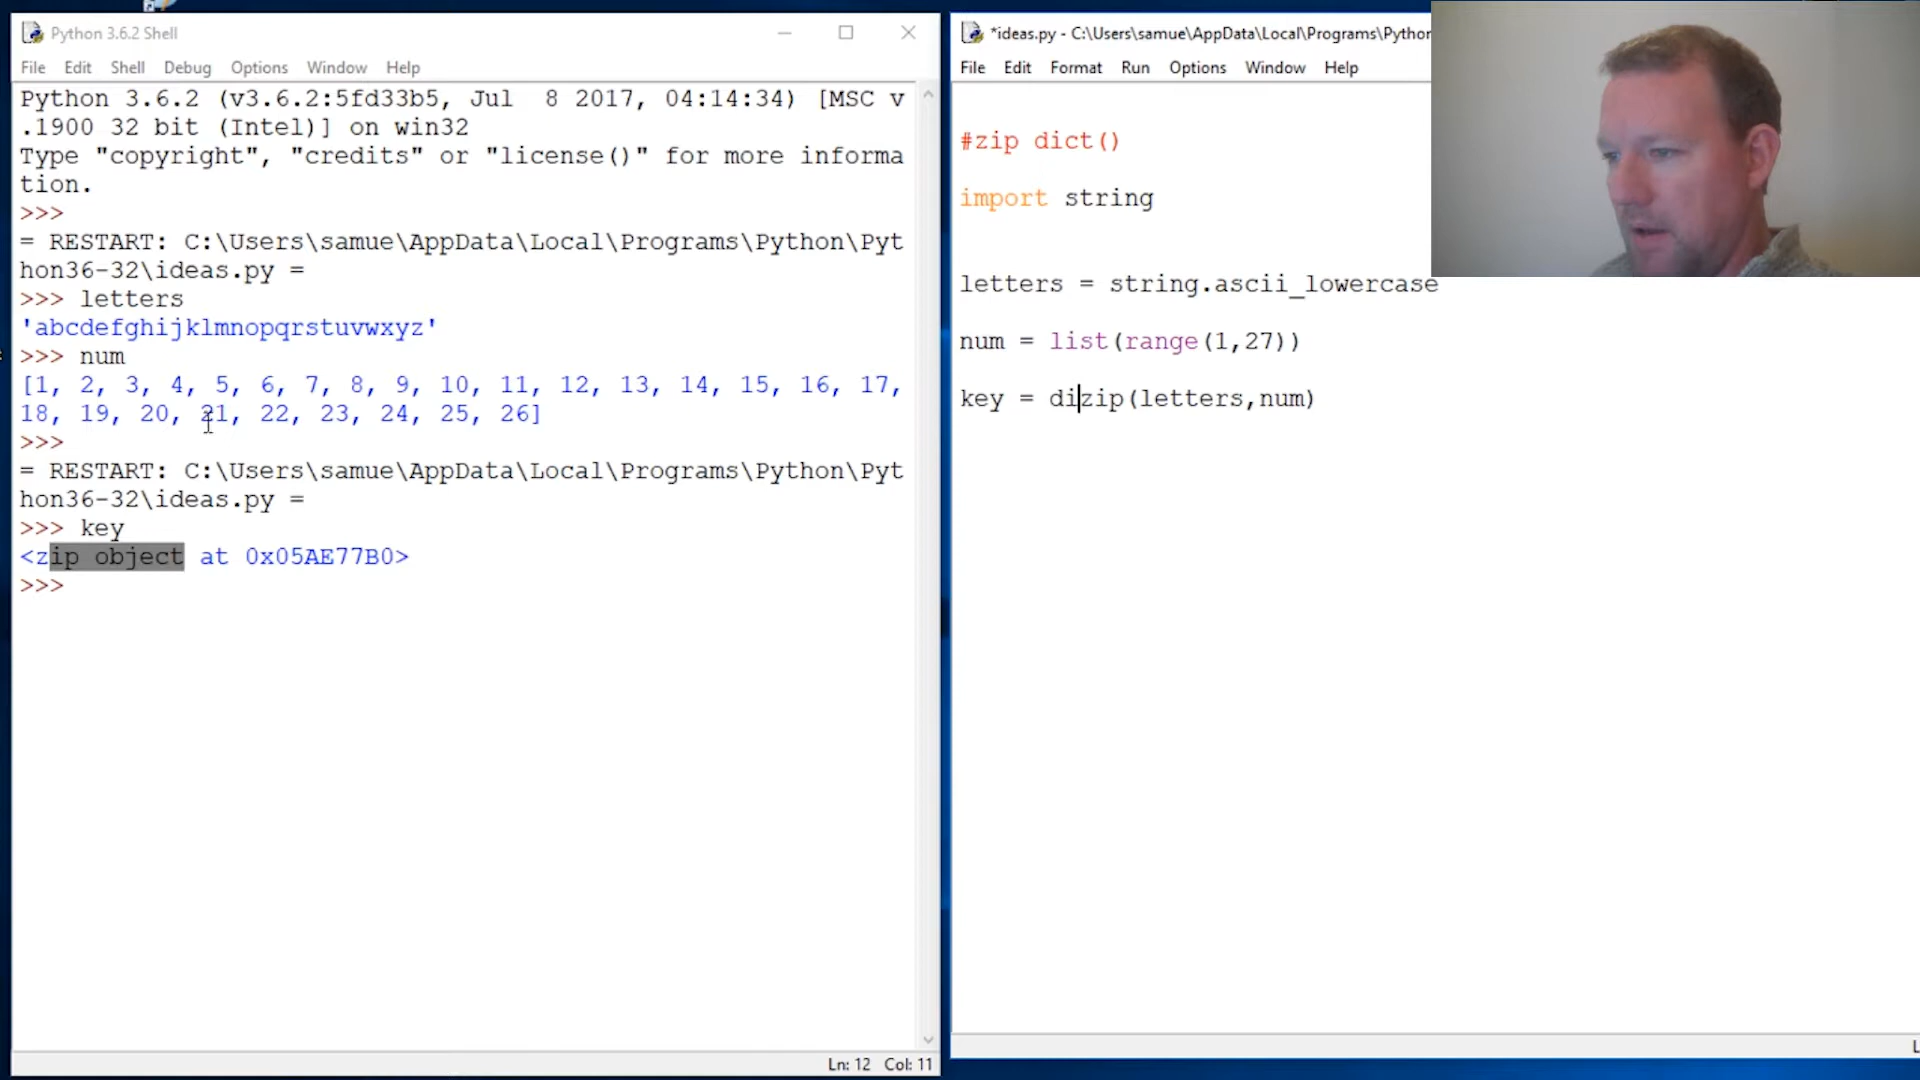 Python 3.6.2 Shell
File Edit Shell Debug Options Window Help
Python 3.6.2 (v3.6.2:5fd33b5, Jul  8 2017, 04:14:34) [MSC v
.1900 32 bit (Intel)] on win32
Type "copyright", "credits" or "license()" for more informa
tion.
>>>
= RESTART: C:\Users\samue\AppData\Local\Programs\Python\Pyt
hon36-32\ideas.py =
>>> letters
'abcdefghijklmnopqrstuvwxyz'
>>> num
[1, 2, 3, 4, 5, 6, 7, 8, 9, 10, 11, 12, 13, 14, 15, 16, 17,
18, 19, 20, 21, 22, 23, 24, 25, 26]
>>>
= RESTART: C:\Users\samue\AppData\Local\Programs\Python\Pyt
hon36-32\ideas.py =
>>> key
<zip object at 0x05AE77B0>
>>>
Ln: 12 Col: 11
*ideas.py - C:\Users\samue\AppData\Local\Programs\Python
File Edit Format Run Options Window Help
#zip dict()
import string
letters = string.ascii_lowercase
num = list(range(1,27))
key = dizip(letters,num)
L